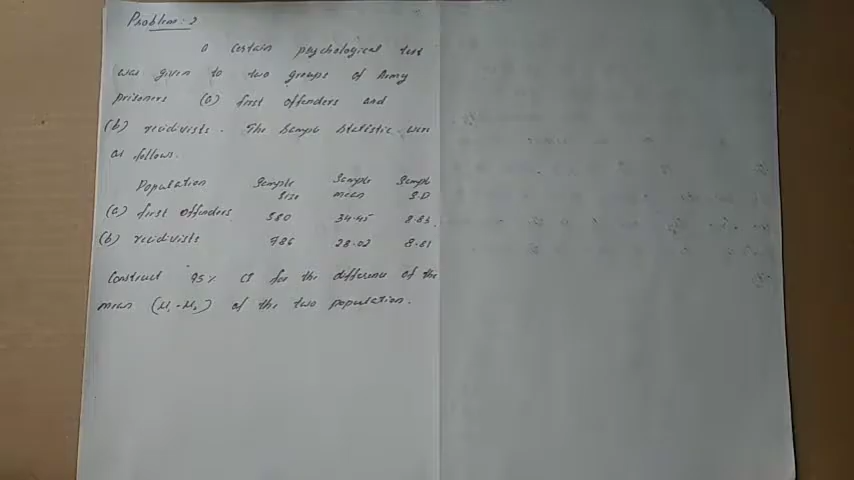 Problem: 2
A certain psychological test
was given to two groups of Army
prisoners (a) first offenders and
(b) recidivists. The Sample Statistic were
as follows.
Population Sample Size Sample mean Sample S.D
(a) first offenders 580 34.45 8.83
(b) recidivists 786 28.02 8.81
Construct 95% CI for the difference of the
mean (μ₁-μ₂) of the two population.